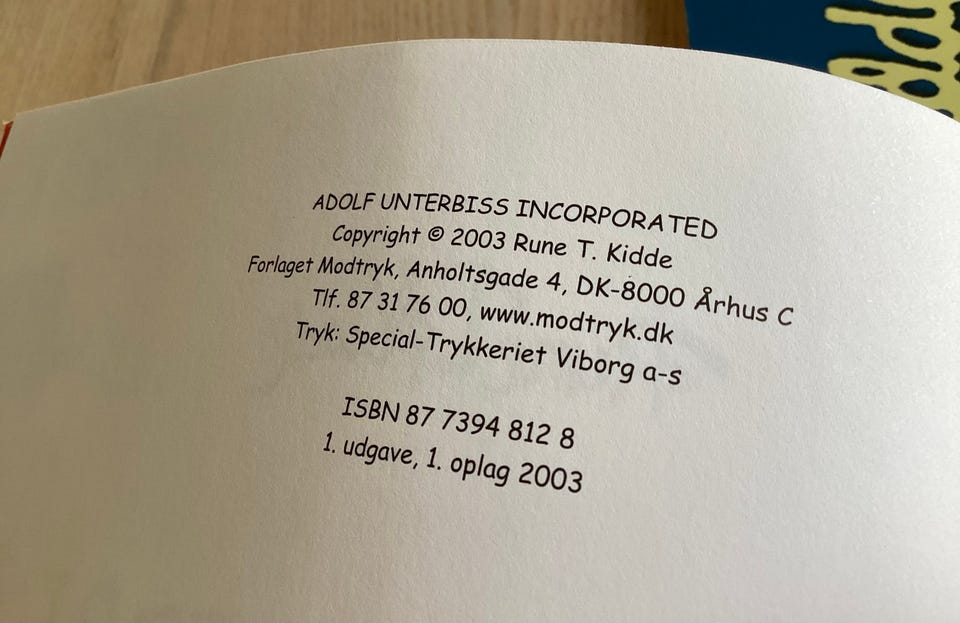 ADOLF UNTERBISS INCORPORATED
Copyright © 2003 Rune T. Kidde
Forlaget Modtryk, Anholtsgade 4, DK-8000 Århus C
Tlf. 87 31 76 00, www.modtryk.dk
Tryk: Special-Trykkeriet Viborg a-s
ISBN 87 7394 812 8
1. udgave, 1. oplag 2003